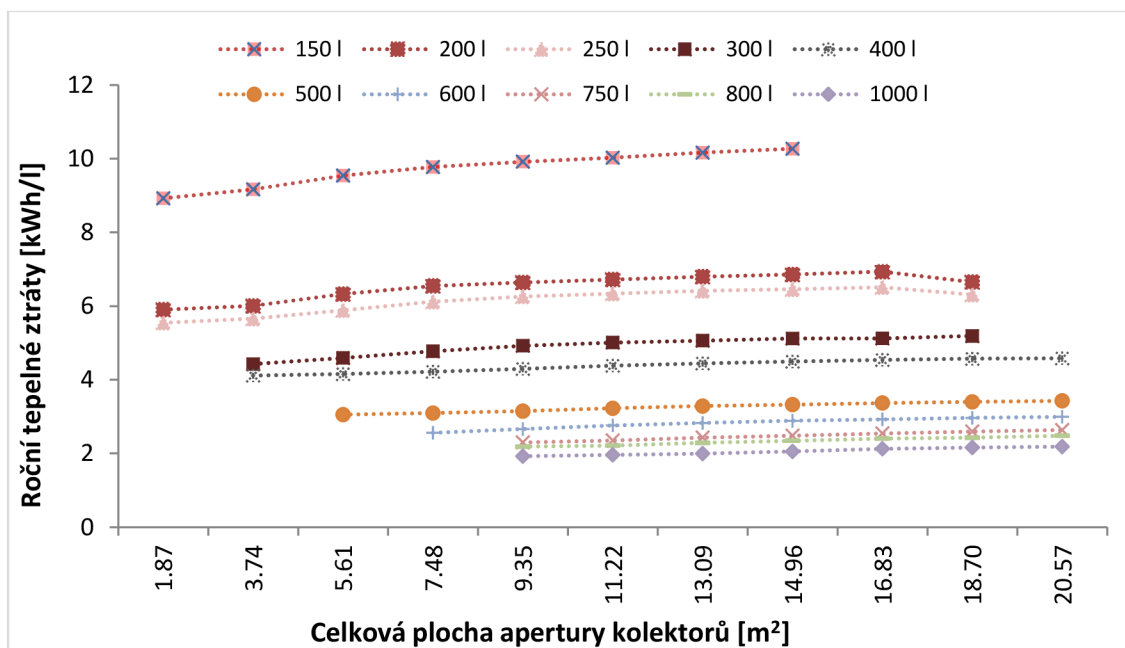 150 l 200 l 250 l 300 l 400 l
500 l 600 l 750 l 800 l 1000 l
Roční tepelné ztráty [kWh/l]
12
10
8
6
4
2
0
1.87 3.74 5.61 7.48 9.35 11.22 13.09 14.96 16.83 18.70 20.57
Celková plocha apertury kolektorů [m²]